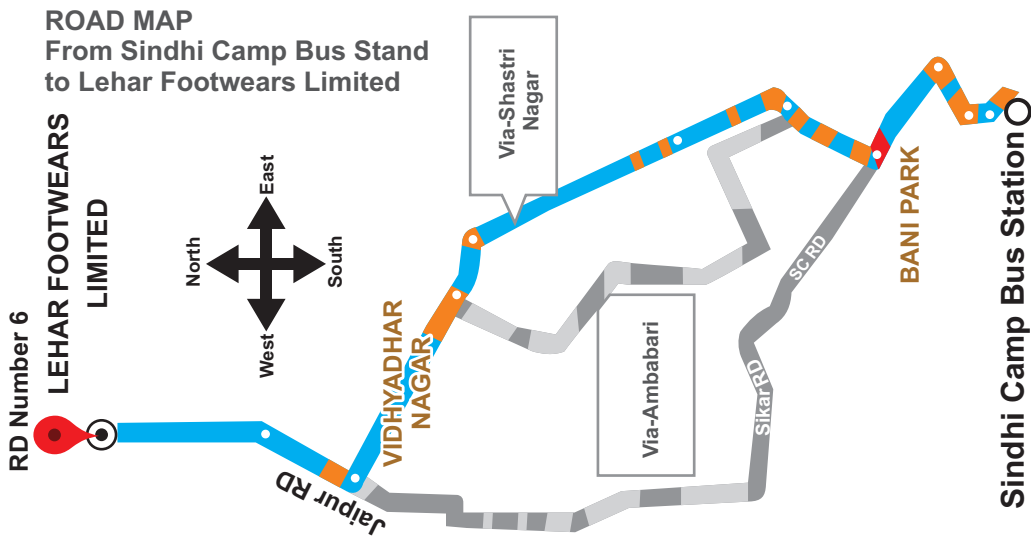 ROAD MAP
From Sindhi Camp Bus Stand
to Lehar Footwears Limited
RD Number 6
LEHAR FOOTWEARS
LIMITED
East
North
South
West
Via-Shastri
Nagar
VIDHYADHAR
NAGAR
Jaipur RD
Via-Ambabari
Sikar RD
SC RD
BANI PARK
Sindhi Camp Bus Station